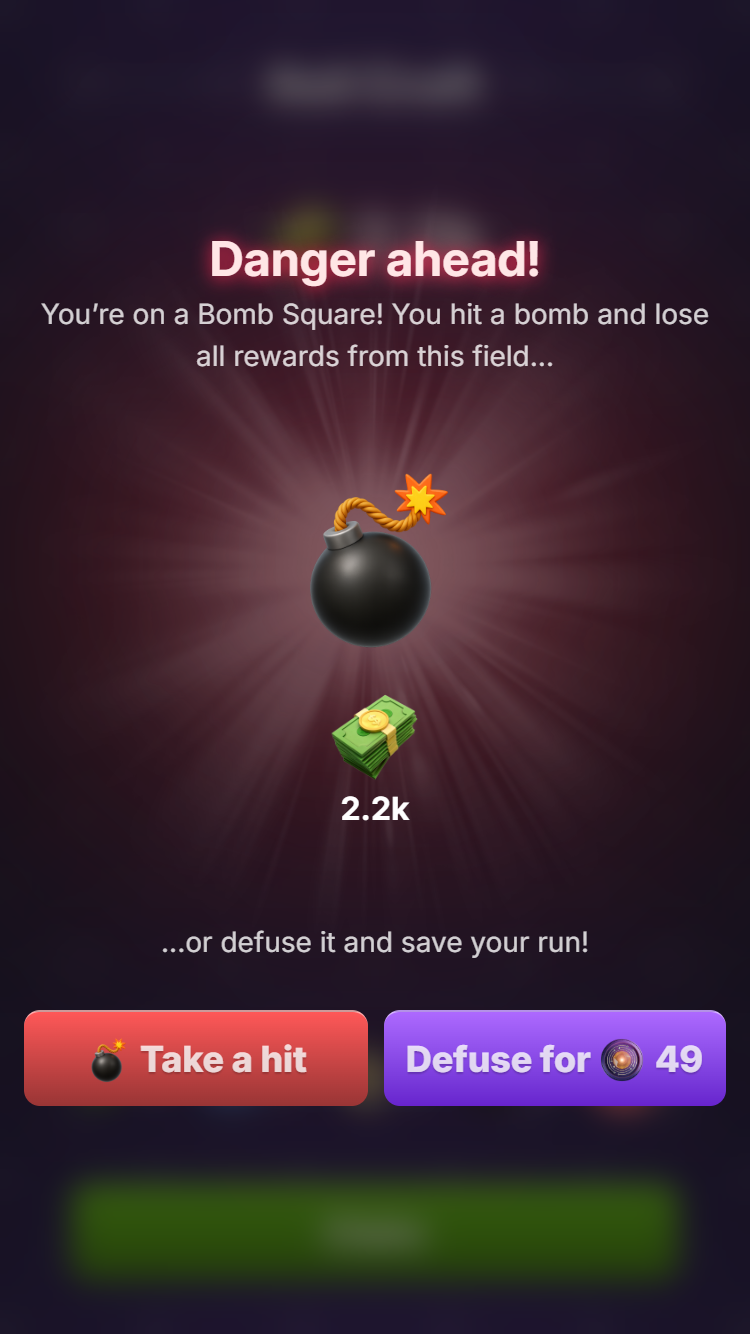 Danger ahead!
You’re on a Bomb Square! You hit a bomb and lose
all rewards from this field...
2.2k
...or defuse it and save your run!
Take a hit
Defuse for 49